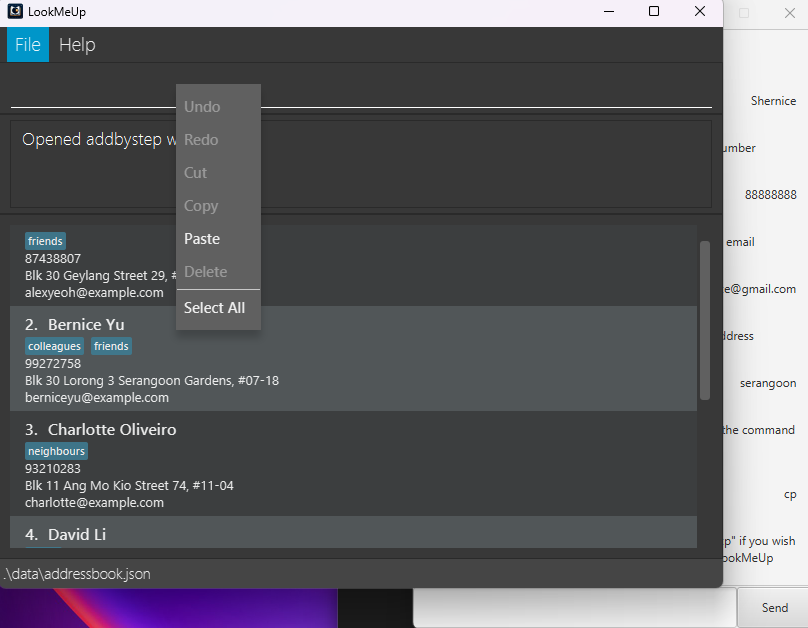 LookMeUp
File Help
Undo
Redo
Cut
Copy
Paste
Delete
Select All
Opened addbystep
friends
87438807
Blk 30 Geylang Street 29,
alexyeoh@example.com
2. Bernice Yu
colleagues friends
99272758
Blk 30 Lorong 3 Serangoon Gardens, #07-18
berniceyu@example.com
3. Charlotte Oliveiro
neighbours
93210283
Blk 11 Ang Mo Kio Street 74, #11-04
charlotte@example.com
4. David Li
.\data\addressbook.json
Shernice
88888888
email
e@gmail.com
serangoon
the command
cp
if you wish
Send